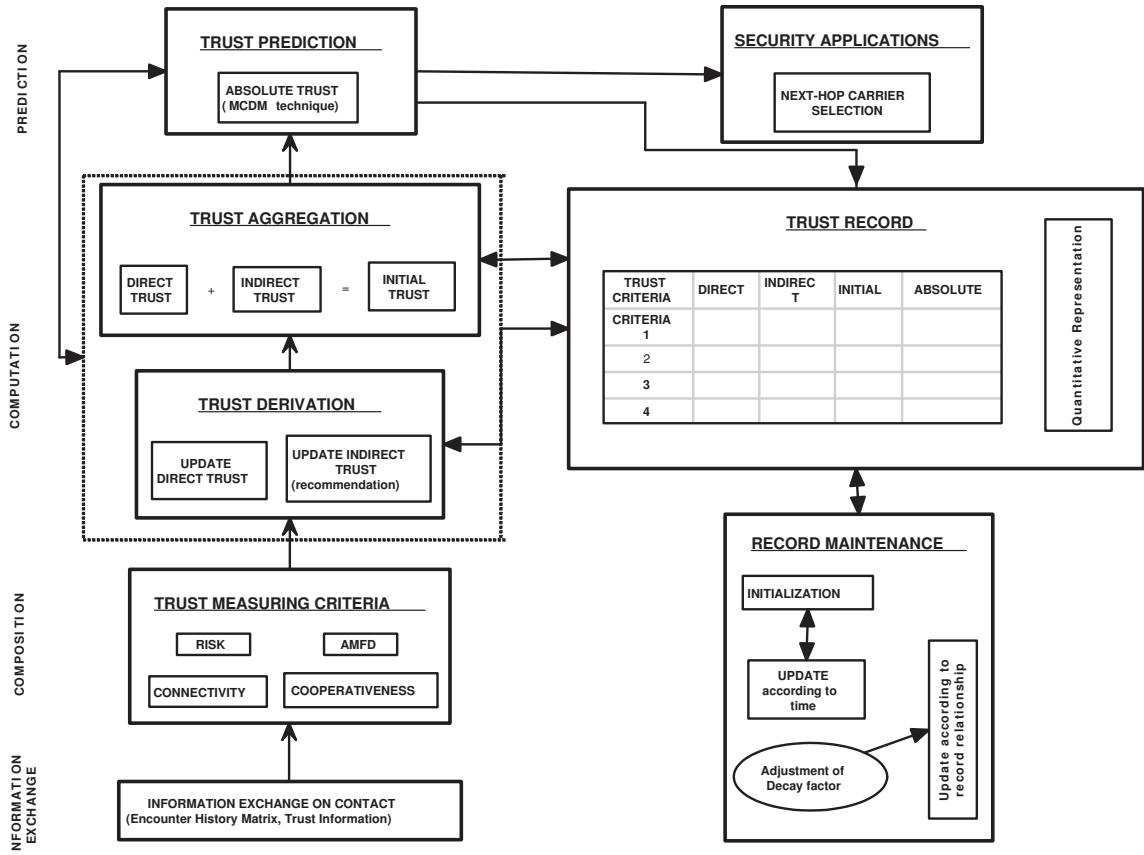 PREDICTION
TRUST PREDICTION
ABSOLUTE TRUST
(MCDM technique)
SECURITY APPLICATIONS
NEXT-HOP CARRIER
SELECTION
COMPUTATION
TRUST AGGREGATION
DIRECT
TRUST
+
INDIRECT
TRUST
=
INITIAL
TRUST
TRUST DERIVATION
UPDATE
DIRECT TRUST
UPDATE INDIRECT
TRUST
(recommendation)
TRUST RECORD
TRUST
CRITERIA
DIRECT
INDIREC
T
INITIAL
ABSOLUTE
CRITERIA
1
2
3
4
Quantitative Representation
COMPOSITION
TRUST MEASURING CRITERIA
RISK
AMFD
CONNECTIVITY
COOPERATIVENESS
RECORD MAINTENANCE
INITIALIZATION
UPDATE
according to
time
Adjustment of
Decay factor
Update according to
record relationship
NFORMATION
EXCHANGE
INFORMATION EXCHANGE ON CONTACT
(Encounter History Matrix, Trust Information)